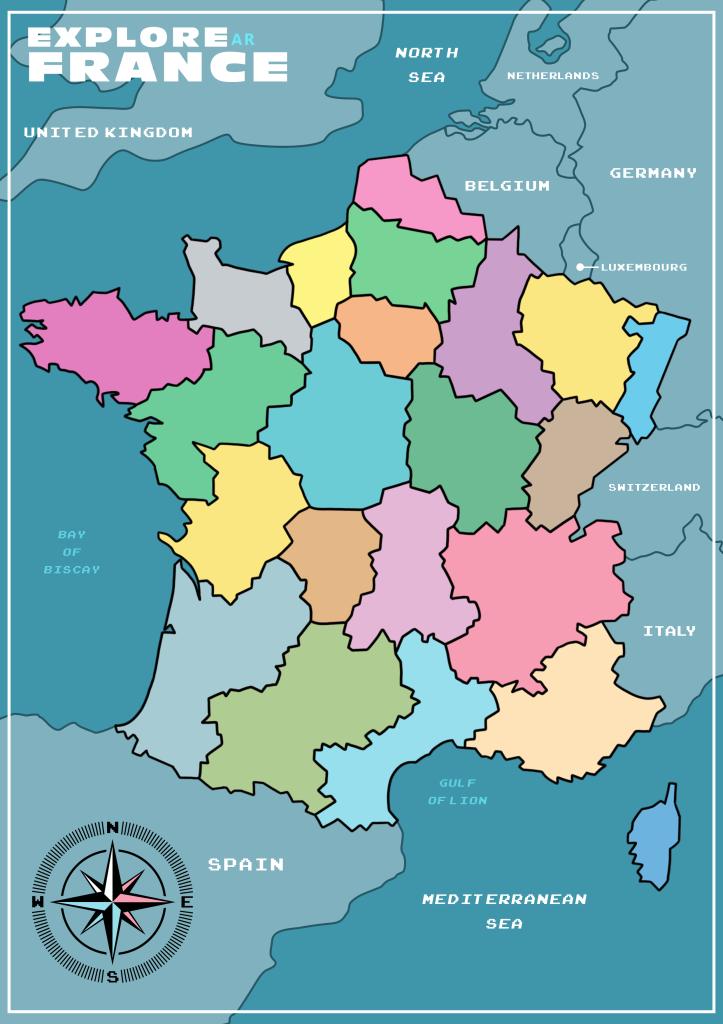 EXPLORE AR
FRANCE
NORTH
SEA
NETHERLANDS
UNITED KINGDOM
GERMANY
BELGIUM
LUXEMBOURG
SWITZERLAND
BAY
OF
BISCAY
ITALY
GULF
OF LION
SPAIN
MEDITERRANEAN
SEA
N
W
E
S